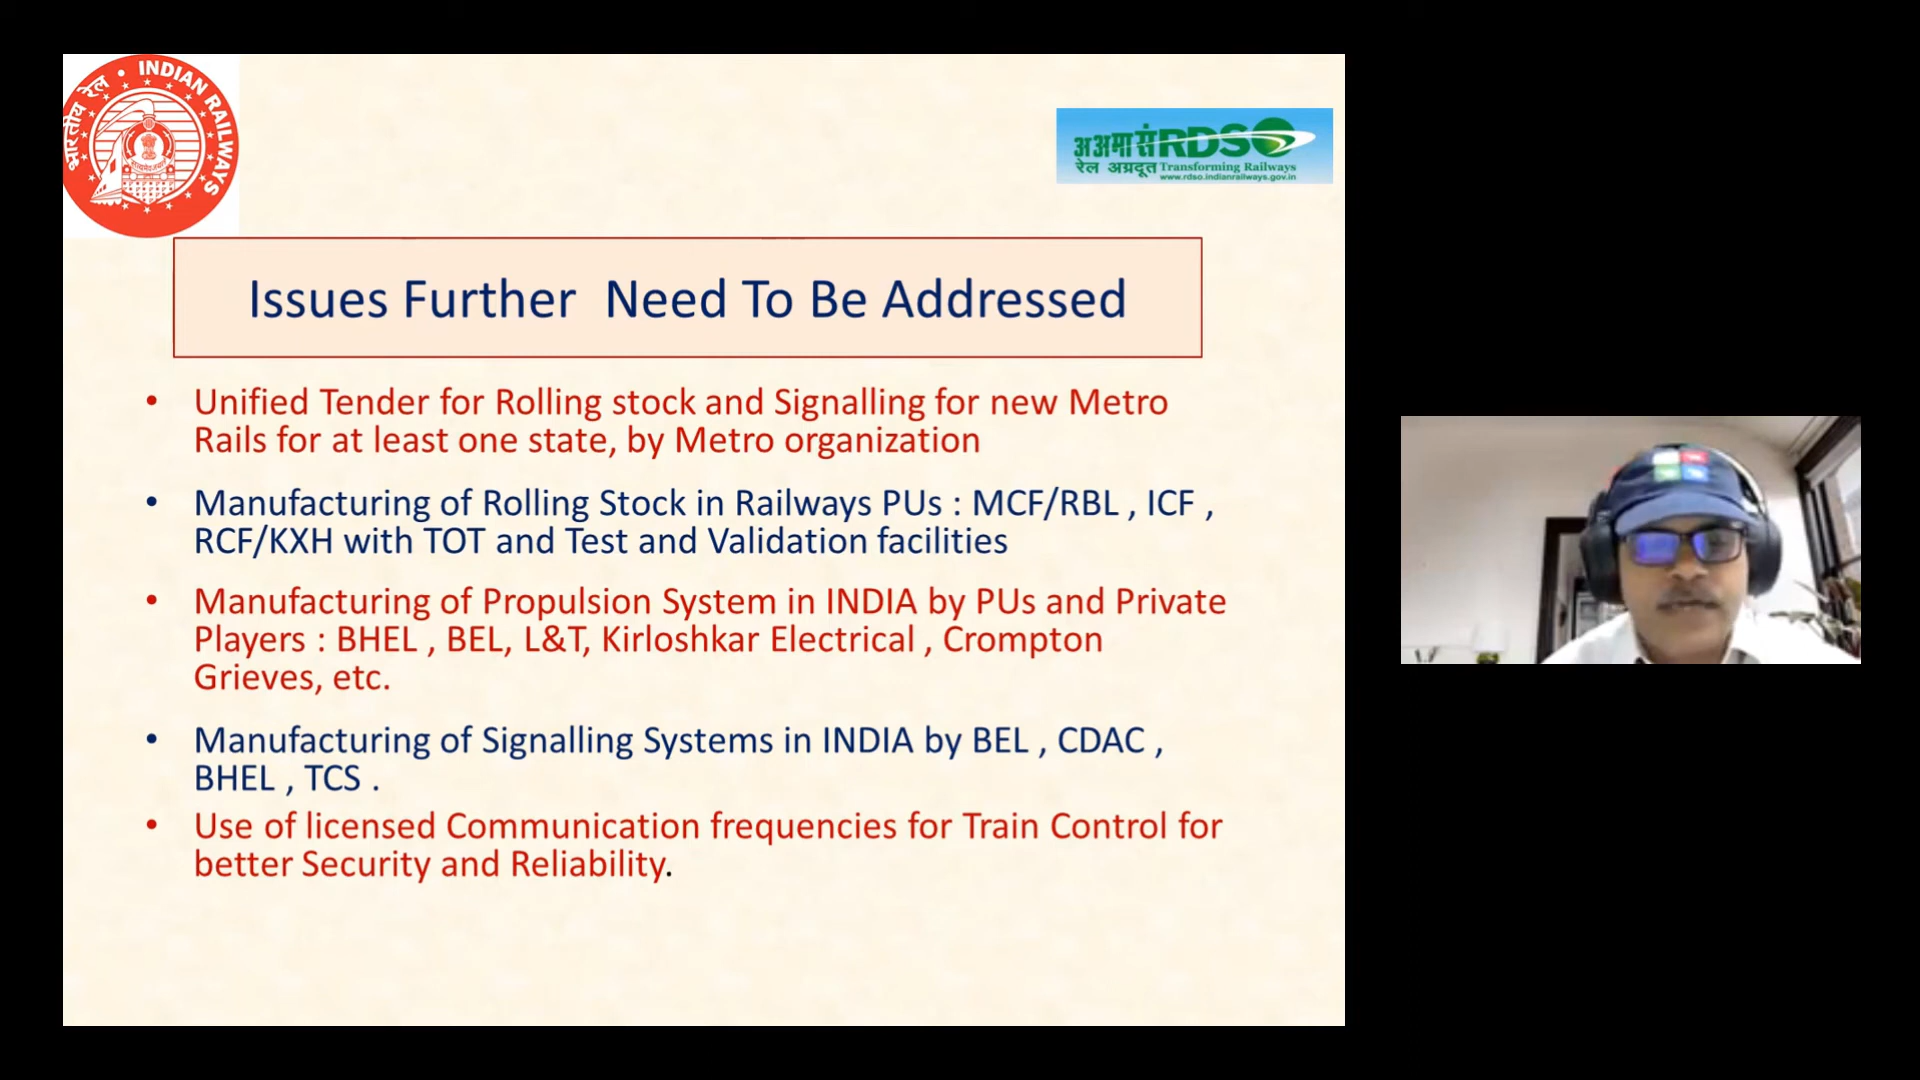 भारतीय रेल • INDIAN RAILWAYS
अअमासं RDSO
रेल अग्रदूत Transforming Railways
www.rdso.indianrailways.gov.in
Issues Further  Need To Be Addressed
• Unified Tender for Rolling stock and Signalling for new Metro
Rails for at least one state, by Metro organization
• Manufacturing of Rolling Stock in Railways PUs : MCF/RBL , ICF ,
RCF/KXH with TOT and Test and Validation facilities
• Manufacturing of Propulsion System in INDIA by PUs and Private
Players : BHEL , BEL, L&T, Kirloshkar Electrical , Crompton
Grieves, etc.
• Manufacturing of Signalling Systems in INDIA by BEL , CDAC ,
BHEL , TCS .
• Use of licensed Communication frequencies for Train Control for
better Security and Reliability.